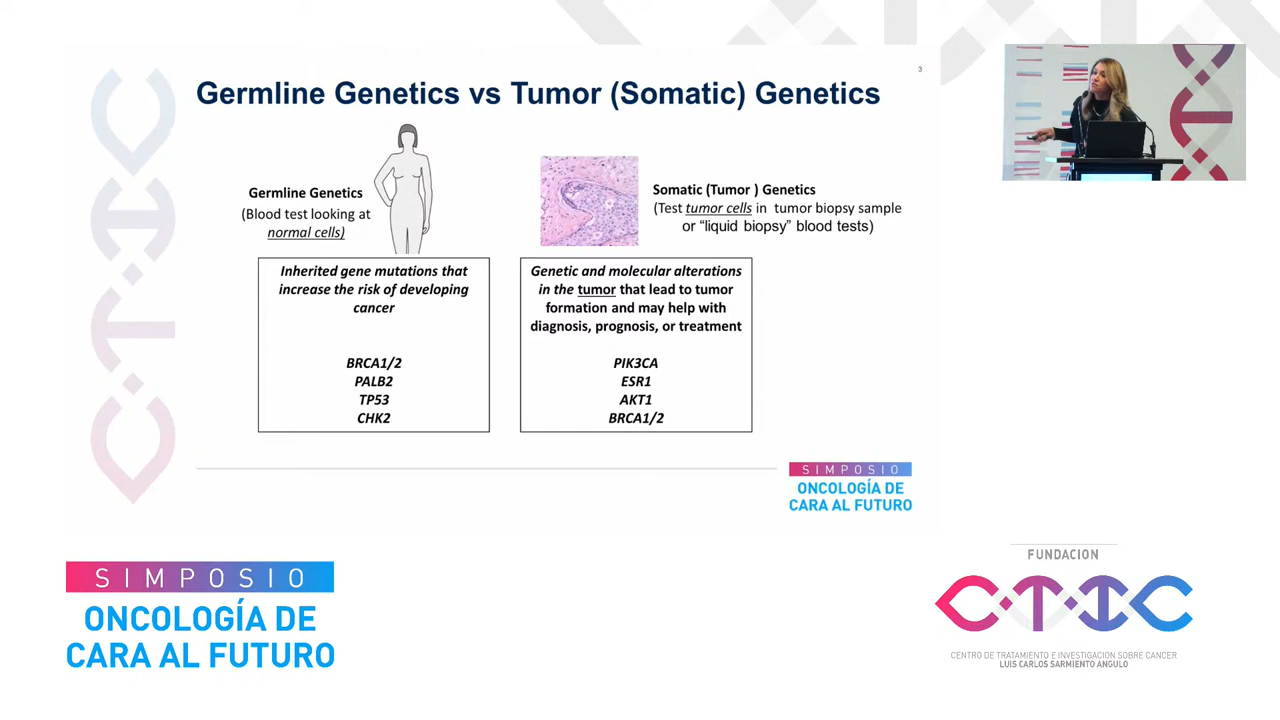 3
Germline Genetics vs Tumor (Somatic) Genetics
Germline Genetics
(Blood test looking at
normal cells)
Somatic (Tumor ) Genetics
(Test tumor cells in tumor biopsy sample
or “liquid biopsy” blood tests)
Inherited gene mutations that
increase the risk of developing
cancer
BRCA1/2
PALB2
TP53
CHK2
Genetic and molecular alterations
in the tumor that lead to tumor
formation and may help with
diagnosis, prognosis, or treatment
PIK3CA
ESR1
AKT1
BRCA1/2
SIMPOSIO
ONCOLOGÍA DE
CARA AL FUTURO
SIMPOSIO
ONCOLOGÍA DE
CARA AL FUTURO
FUNDACION
C·T·I·C
CENTRO DE TRATAMIENTO E INVESTIGACION SOBRE CANCER
LUIS CARLOS SARMIENTO ANGULO